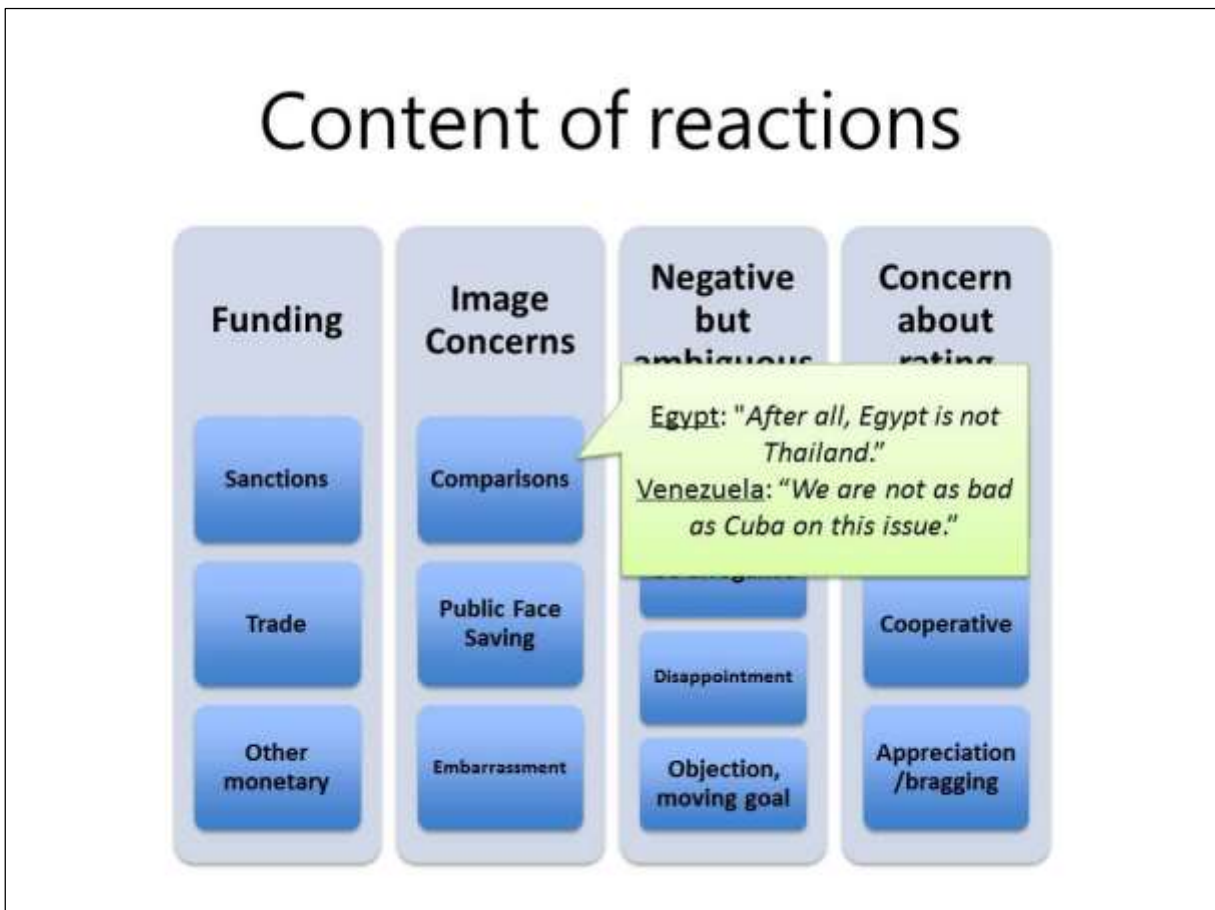 Content of reactions
Funding
Sanctions
Trade
Other
monetary
Image
Concerns
Comparisons
Public Face
Saving
Embarrassment
Negative
but
ambiguous
Disappointment
Objection,
moving goal
Concern
about
rating
Cooperative
Appreciation
/bragging
Egypt: "After all, Egypt is not
Thailand."
Venezuela: “We are not as bad
as Cuba on this issue.”